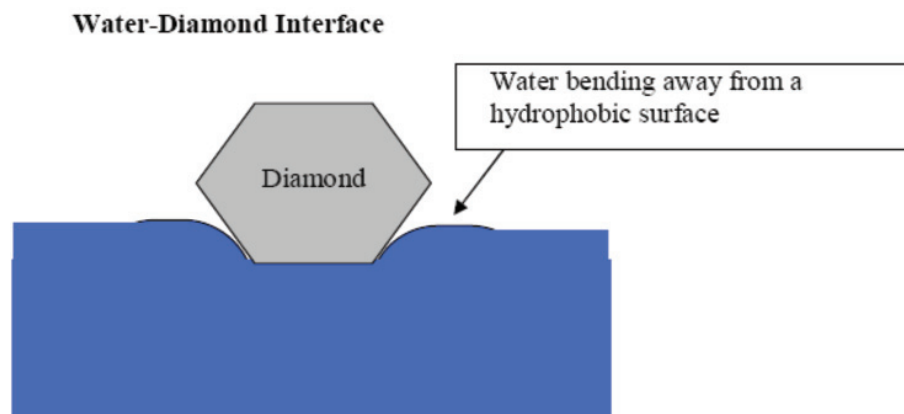 Water-Diamond Interface
Water bending away from a
hydrophobic surface
Diamond